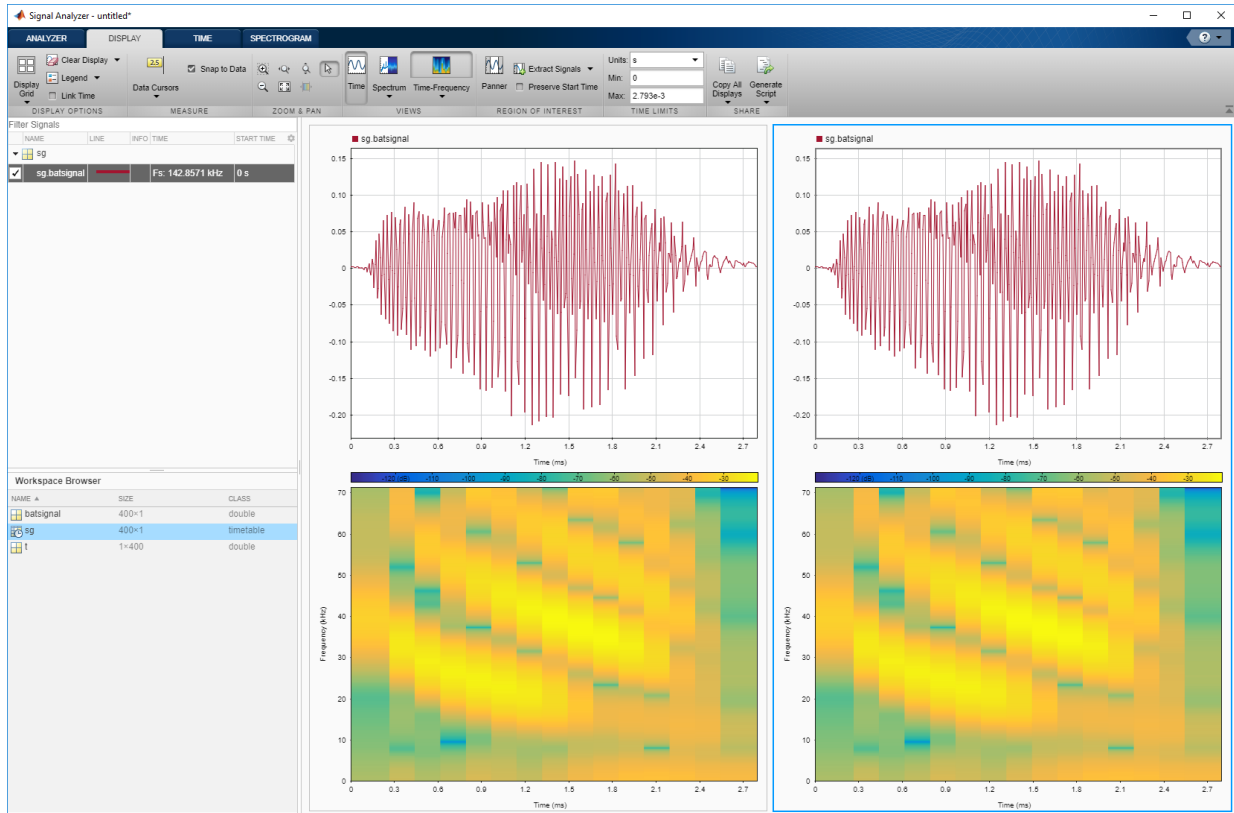 Signal Analyzer - untitled*
ANALYZER DISPLAY TIME SPECTROGRAM
?
Display Grid
Clear Display
Legend
Link Time
DISPLAY OPTIONS
2.5
Data Cursors
Snap to Data
MEASURE
ZOOM & PAN
Time
Spectrum
Time-Frequency
VIEWS
Panner
Extract Signals
Preserve Start Time
REGION OF INTEREST
Units: s
Min: 0
Max: 2.793e-3
TIME LIMITS
Copy All Displays
Generate Script
SHARE
Filter Signals
NAME LINE INFO TIME START TIME
sg
sg.batsignal Fs: 142.8571 kHz 0 s
Workspace Browser
NAME SIZE CLASS
batsignal 400×1 double
sg 400×1 timetable
t 1×400 double
sg.batsignal
0.15
0.10
0.05
0
-0.05
-0.10
-0.15
-0.20
0 0.3 0.6 0.9 1.2 1.5 1.8 2.1 2.4 2.7
Time (ms)
-120 (dB) -110 -90 -80 -70 -60 -50 -40 -30
70
60
50
40
30
20
10
0
Frequency (kHz)
0 0.3 0.6 0.9 1.2 1.5 1.8 2.1 2.4 2.7
Time (ms)
sg.batsignal
0.15
0.10
0.05
0
-0.05
-0.10
-0.15
-0.20
0 0.3 0.6 0.9 1.2 1.5 1.8 2.1 2.4 2.7
Time (ms)
-120 (dB) -110 -90 -80 -70 -60 -50 -40 -30
70
60
50
40
30
20
10
0
Frequency (kHz)
0 0.3 0.6 0.9 1.2 1.5 1.8 2.1 2.4 2.7
Time (ms)